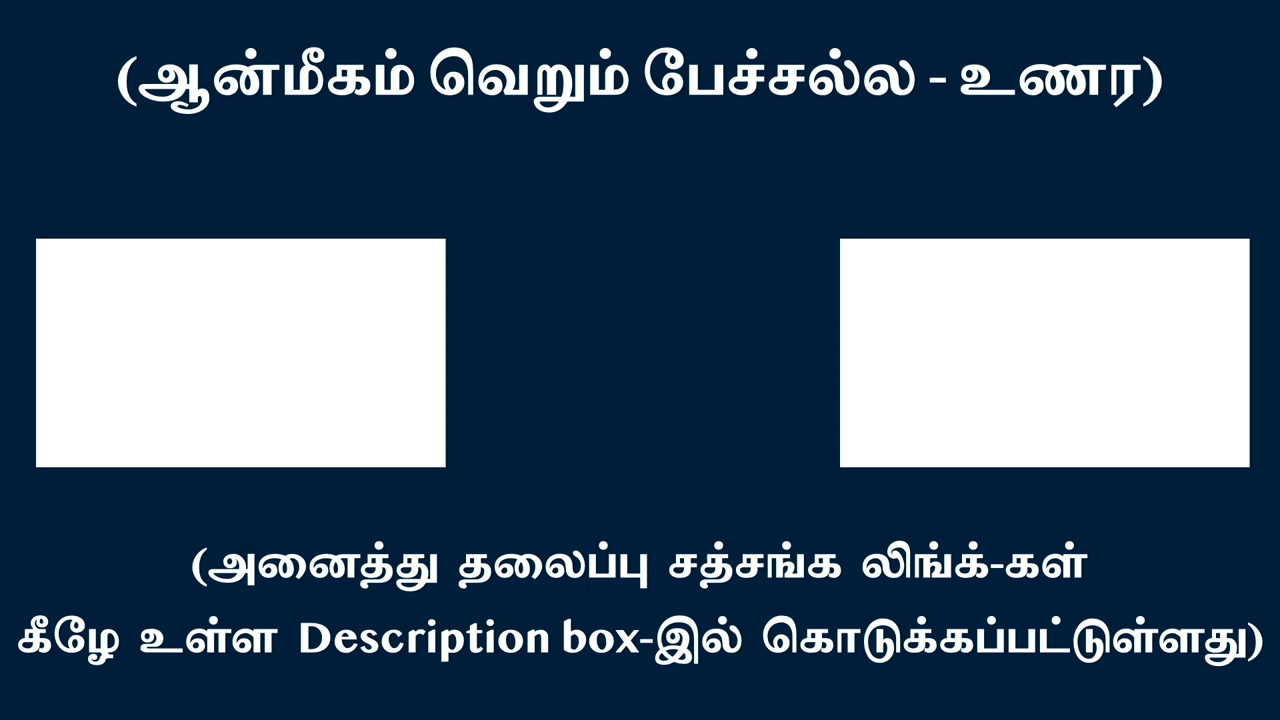 (ஆன்மீகம் வெறும் பேச்சல்ல - உணர)
(அனைத்து தலைப்பு சத்சங்க லிங்க்-கள்
கீழே உள்ள Description box-இல் கொடுக்கப்பட்டுள்ளது)